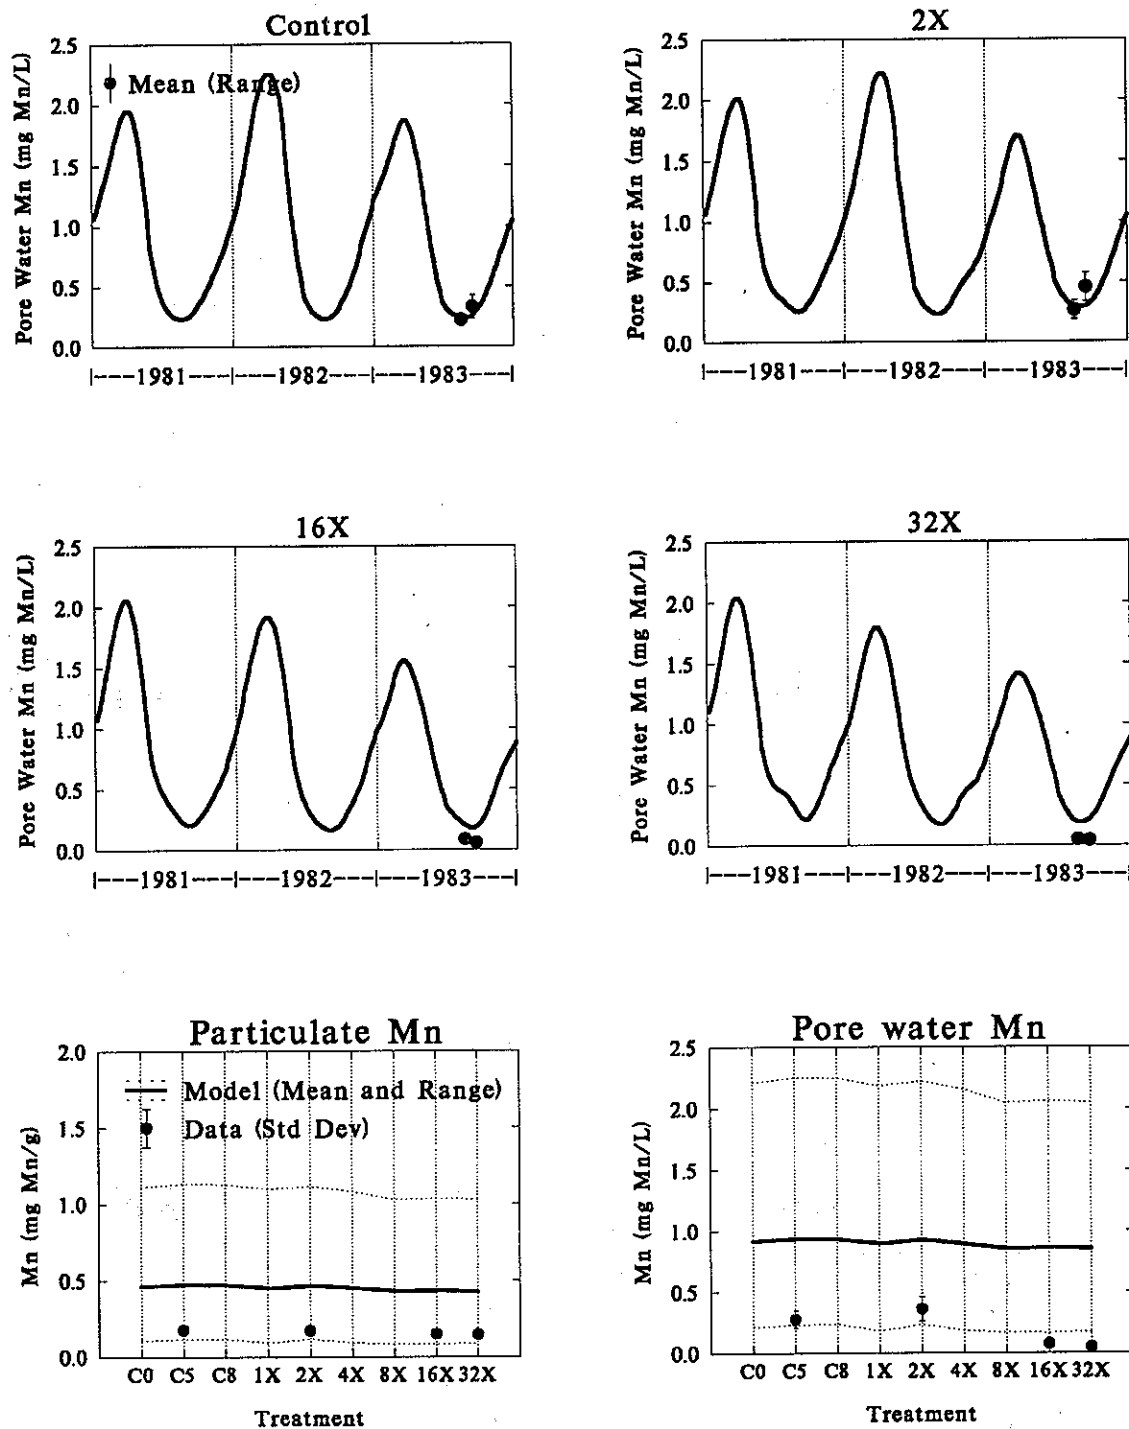 Control
Pore Water Mn (mg Mn/L)
2.5
2.0
1.5
1.0
0.5
0.0
Mean (Range)
|----1981----|----1982----|----1983----|
2X
Pore Water Mn (mg Mn/L)
2.5
2.0
1.5
1.0
0.5
0.0
|----1981----|----1982----|----1983----|
16X
Pore Water Mn (mg Mn/L)
2.5
2.0
1.5
1.0
0.5
0.0
|----1981----|----1982----|----1983----|
32X
Pore Water Mn (mg Mn/L)
2.5
2.0
1.5
1.0
0.5
0.0
|----1981----|----1982----|----1983----|
Particulate Mn
Mn (mg Mn/g)
2.0
1.5
1.0
0.5
0.0
Model (Mean and Range)
Data (Std Dev)
C0 C5 C8 1X 2X 4X 8X 16X 32X
Treatment
Pore water Mn
Mn (mg Mn/L)
2.5
2.0
1.5
1.0
0.5
0.0
C0 C5 C8 1X 2X 4X 8X 16X 32X
Treatment